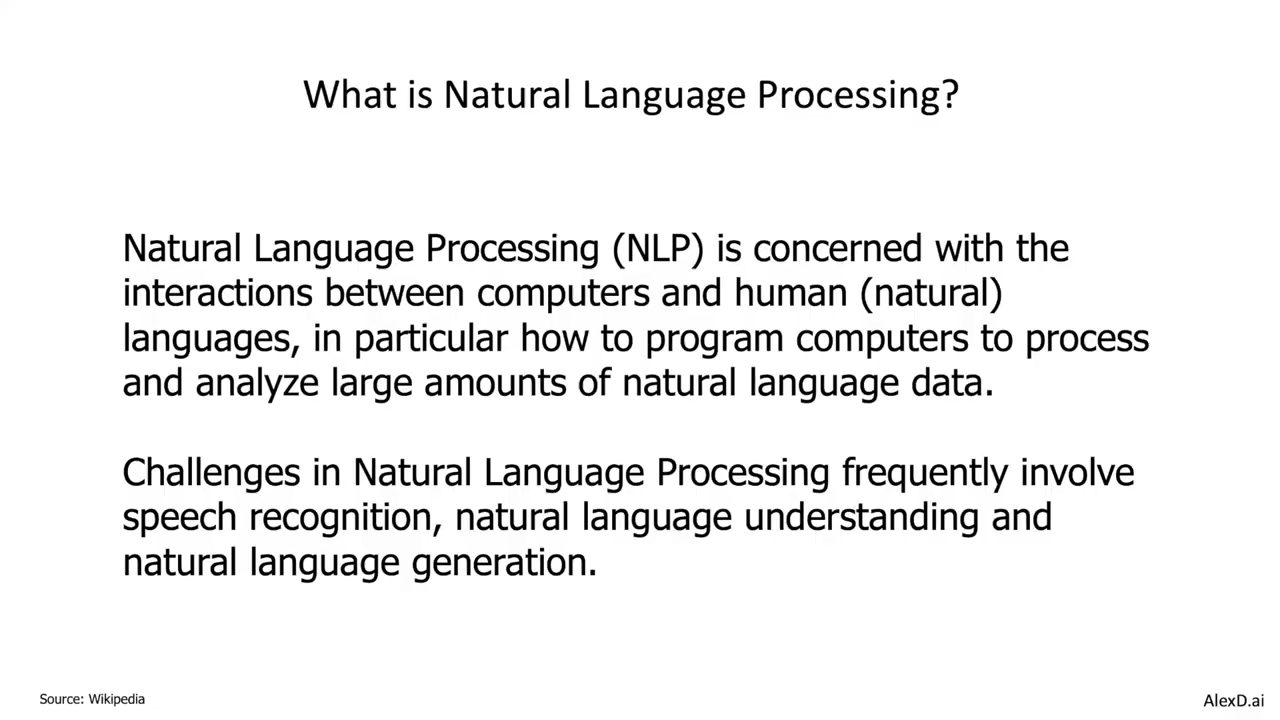 What is Natural Language Processing?
Natural Language Processing (NLP) is concerned with the
interactions between computers and human (natural)
languages, in particular how to program computers to process
and analyze large amounts of natural language data.
Challenges in Natural Language Processing frequently involve
speech recognition, natural language understanding and
natural language generation.
Source: Wikipedia
AlexD.ai